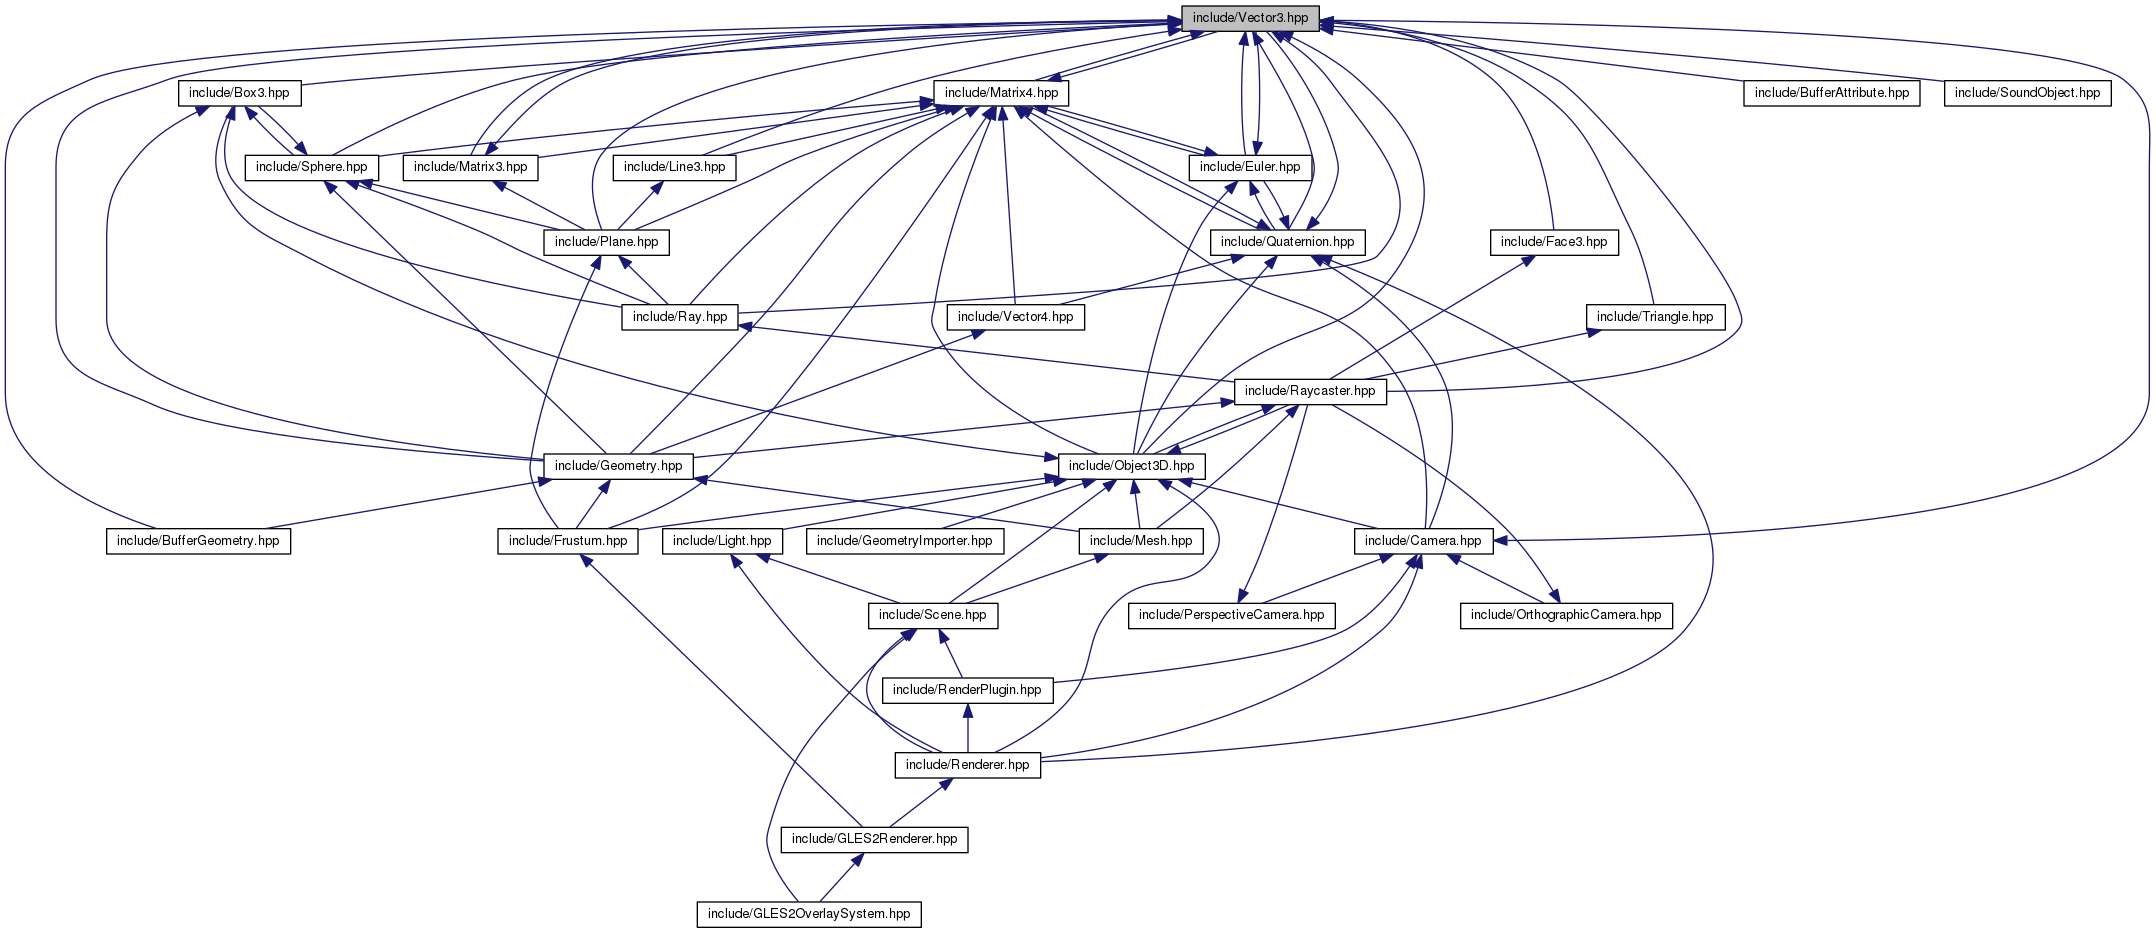 include/Vector3.hpp
include/Box3.hpp
include/Matrix4.hpp
include/BufferAttribute.hpp
include/SoundObject.hpp
include/Sphere.hpp
include/Matrix3.hpp
include/Line3.hpp
include/Euler.hpp
include/Plane.hpp
include/Quaternion.hpp
include/Face3.hpp
include/Ray.hpp
include/Vector4.hpp
include/Triangle.hpp
include/Raycaster.hpp
include/Geometry.hpp
include/Object3D.hpp
include/BufferGeometry.hpp
include/Frustum.hpp
include/Light.hpp
include/GeometryImporter.hpp
include/Mesh.hpp
include/Camera.hpp
include/Scene.hpp
include/PerspectiveCamera.hpp
include/OrthographicCamera.hpp
include/RenderPlugin.hpp
include/Renderer.hpp
include/GLES2Renderer.hpp
include/GLES2OverlaySystem.hpp